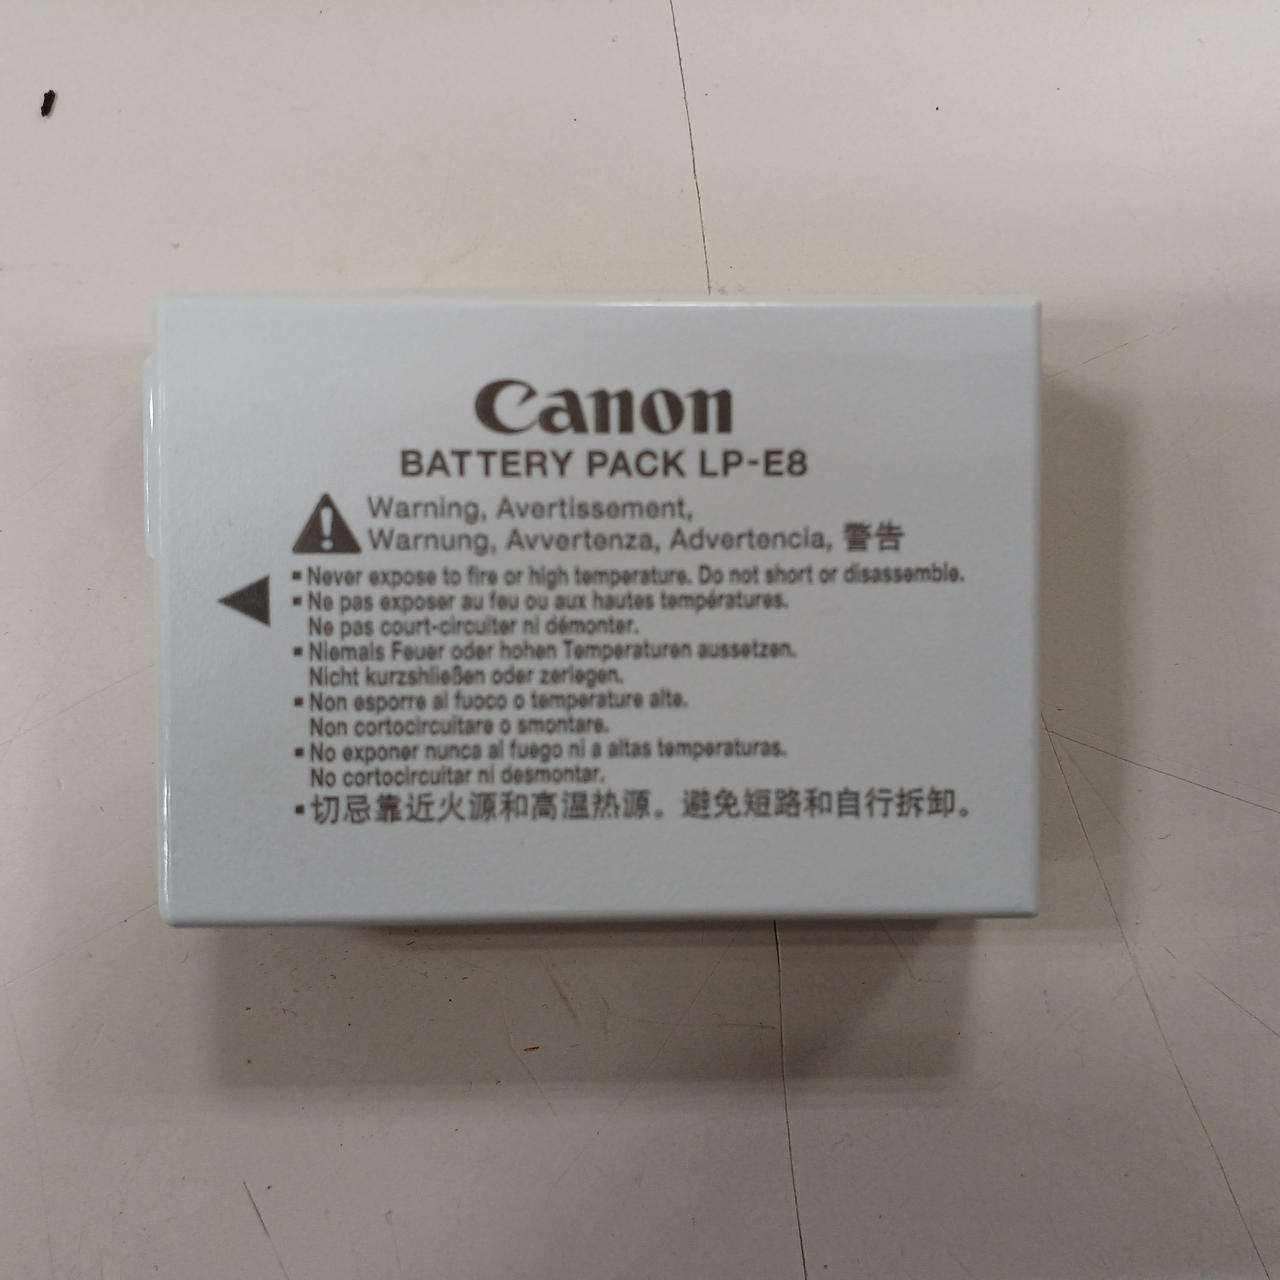 Canon
BATTERY PACK LP-E8
Warning, Avertissement,
Warnung, Avvertenza, Advertencia, 警告
▪ Never expose to fire or high temperature. Do not short or disassemble.
▪ Ne pas exposer au feu ou aux hautes températures.
Ne pas court-circuiter ni démonter.
▪ Niemals Feuer oder hohen Temperaturen aussetzen.
Nicht kurzshließen oder zerlegen.
▪ Non esporre al fuoco o temperature alte.
Non cortocircuitare o smontare.
▪ No exponer nunca al fuego ni a altas temperaturas.
No cortocircuitar ni desmontar.
▪ 切忌靠近火源和高温热源。避免短路和自行拆卸。